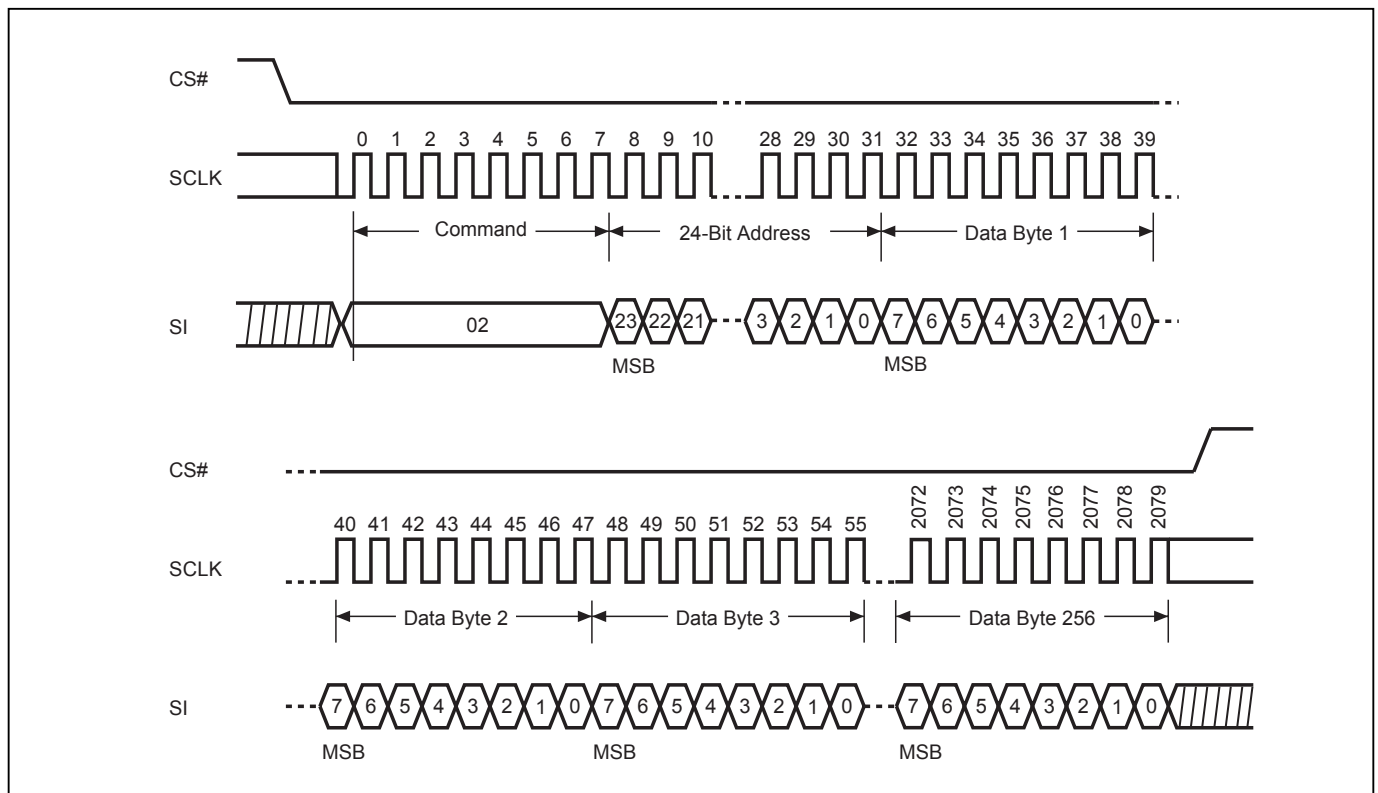 CS#
0 1 2 3 4 5 6 7 8 9 10 28 29 30 31 32 33 34 35 36 37 38 39
SCLK
Command 24-Bit Address Data Byte 1
SI 02 23 22 21 3 2 1 0 7 6 5 4 3 2 1 0
MSB MSB
CS#
2072 2073 2074 2075 2076 2077 2078 2079
40 41 42 43 44 45 46 47 48 49 50 51 52 53 54 55
SCLK
Data Byte 2 Data Byte 3 Data Byte 256
SI 7 6 5 4 3 2 1 0 7 6 5 4 3 2 1 0 7 6 5 4 3 2 1 0
MSB MSB MSB